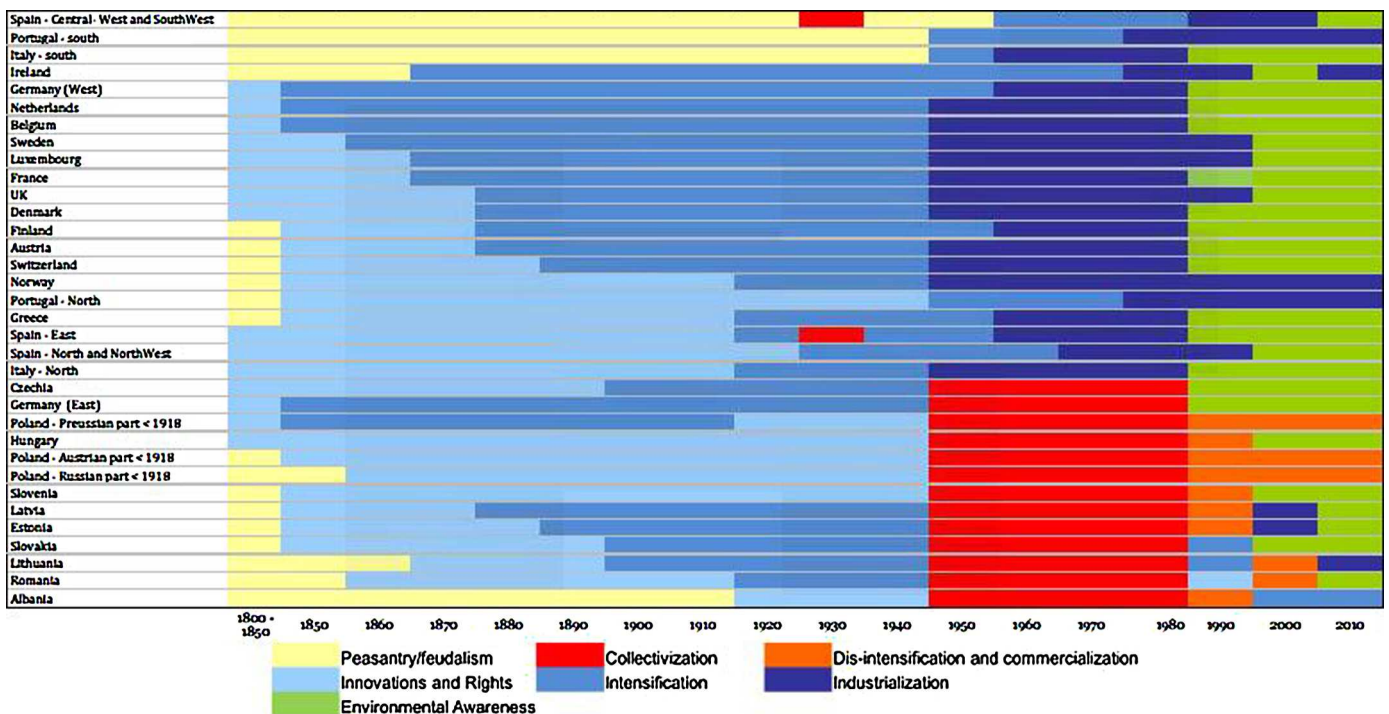 Spain - Central- West and SouthWest
Portugal - south
Italy - south
Ireland
Germany (West)
Netherlands
Belgium
Sweden
Luxembourg
France
UK
Denmark
Finland
Austria
Switzerland
Norway
Portugal - North
Greece
Spain - East
Spain - North and NorthWest
Italy - North
Czechia
Germany (East)
Poland - Preussian part < 1918
Hungary
Poland - Austrian part < 1918
Poland - Russian part < 1918
Slovenia
Latvia
Estonia
Slovakia
Lithuania
Romania
Albania
1800 - 1850 1850 1860 1870 1880 1890 1900 1910 1920 1930 1940 1950 1960 1970 1980 1990 2000 2010
Peasantry/feudalism Collectivization Dis-intensification and commercialization
Innovations and Rights Intensification Industrialization
Environmental Awareness